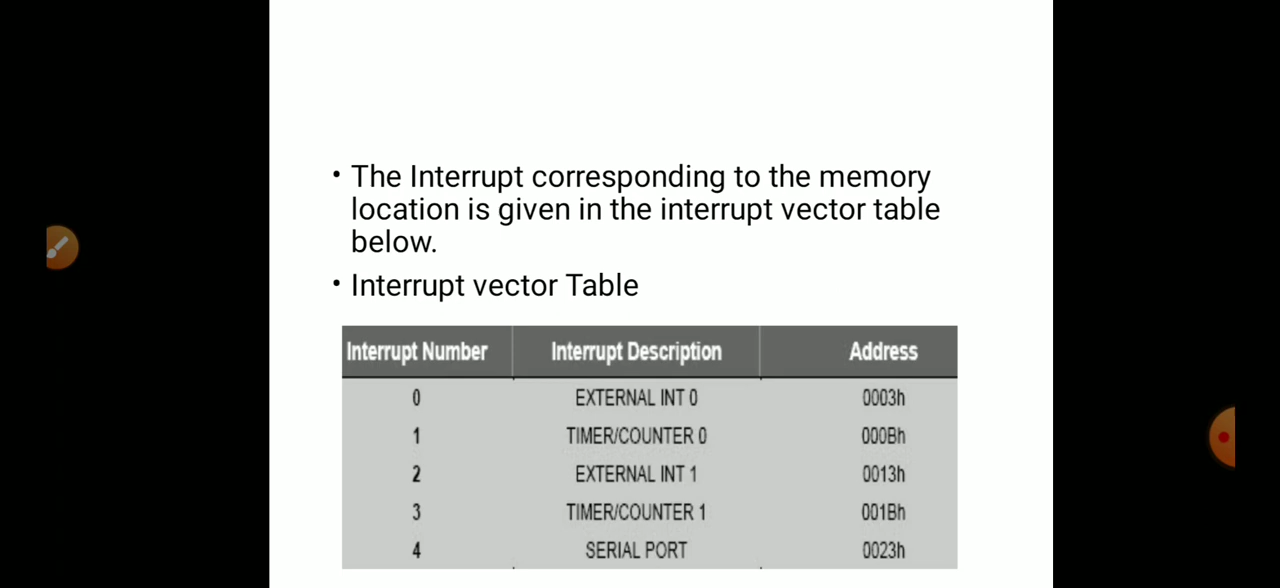 • The Interrupt corresponding to the memory
location is given in the interrupt vector table
below.
• Interrupt vector Table
Interrupt Number Interrupt Description Address
0 EXTERNAL INT 0 0003h
1 TIMER/COUNTER 0 000Bh
2 EXTERNAL INT 1 0013h
3 TIMER/COUNTER 1 001Bh
4 SERIAL PORT 0023h